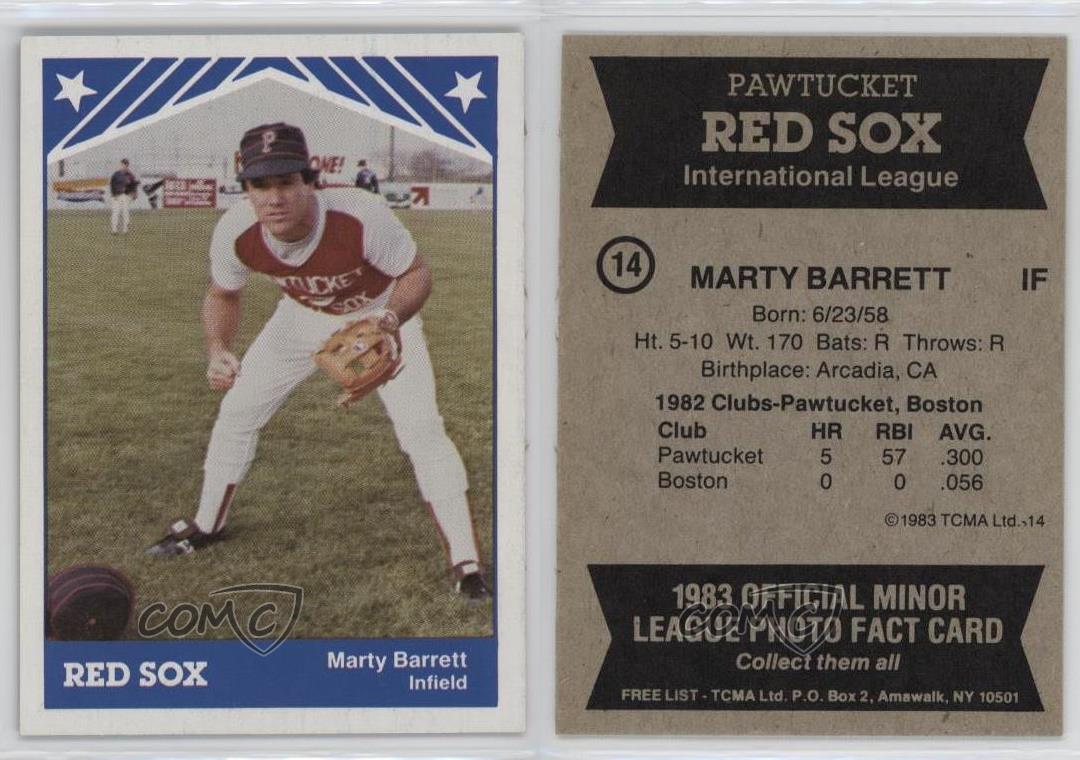 P
ONE!
RED SOX
Marty Barrett
Infield
COMC
PAWTUCKET
RED SOX
International League
14
MARTY BARRETT IF
Born: 6/23/58
Ht. 5-10 Wt. 170 Bats: R Throws: R
Birthplace: Arcadia, CA
1982 Clubs-Pawtucket, Boston
Club HR RBI AVG.
Pawtucket 5 57 .300
Boston 0 0 .056
©1983 TCMA Ltd.-14
1983 OFFICIAL MINOR
LEAGUE PHOTO FACT CARD
COMC
Collect them all
FREE LIST - TCMA Ltd. P.O. Box 2, Amawalk, NY 10501